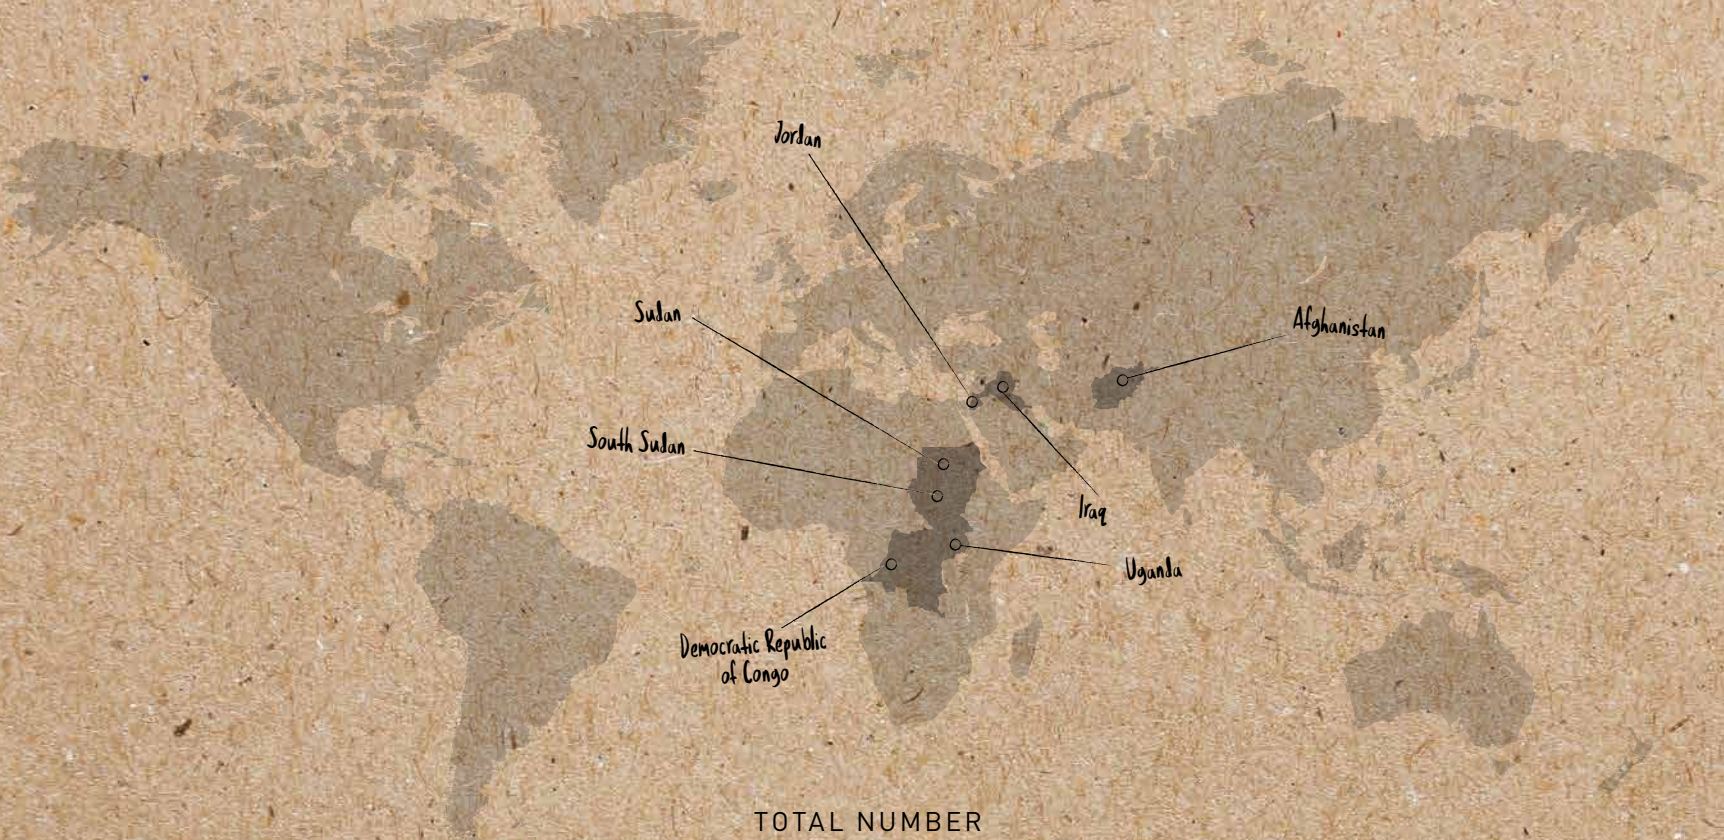 Jordan
Sudan
Afghanistan
South Sudan
Iraq
Uganda
Democratic Republic
of Congo
TOTAL NUMBER